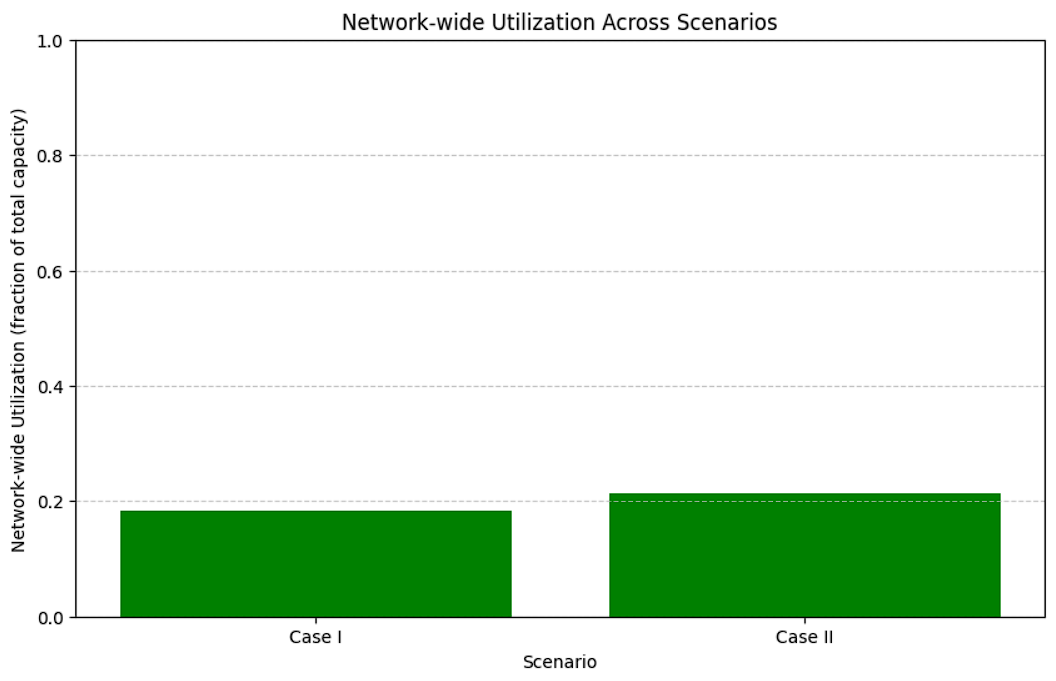 Network-wide Utilization Across Scenarios
Network-wide Utilization (fraction of total capacity)
1.0
0.8
0.6
0.4
0.2
0.0
Case I
Case II
Scenario